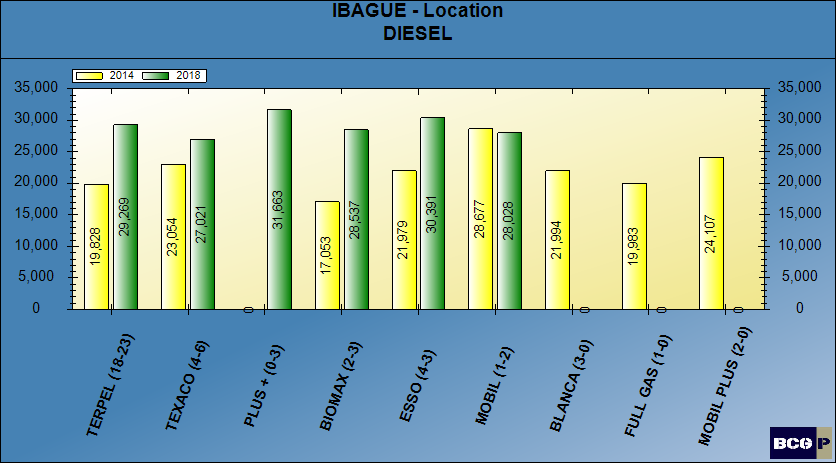 IBAGUE - Location
DIESEL
2014 2018
35,000 35,000
30,000 30,000
25,000 25,000
20,000 20,000
15,000 15,000
10,000 10,000
5,000 5,000
0 0
19,828 29,269 23,054 27,021 0 31,663 17,053 28,537 21,979 30,391 28,677 28,028 21,994 0 19,983 0 24,107 0
TERPEL (18-23)
TEXACO (4-6)
PLUS + (0-3)
BIOMAX (2-3)
ESSO (4-3)
MOBIL (1-2)
BLANCA (3-0)
FULL GAS (1-0)
MOBIL PLUS (2-0)
BCG P